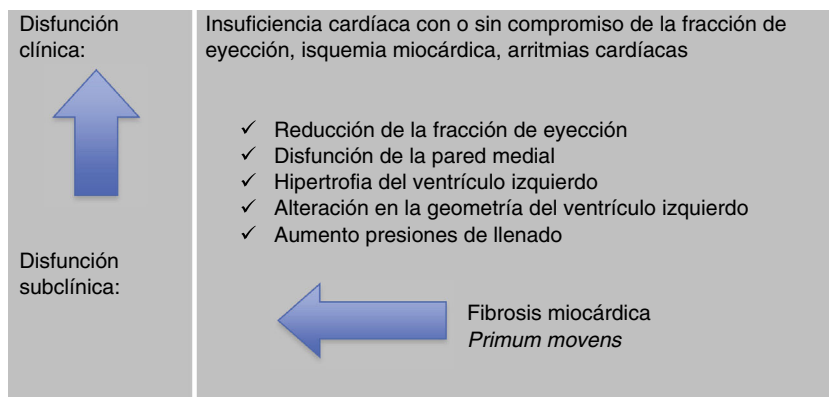 Disfunción
clínica:
Insuficiencia cardíaca con o sin compromiso de la fracción de
eyección, isquemia miocárdica, arritmias cardíacas
✓ Reducción de la fracción de eyección
✓ Disfunción de la pared medial
✓ Hipertrofia del ventrículo izquierdo
✓ Alteración en la geometría del ventrículo izquierdo
✓ Aumento presiones de llenado
Disfunción
subclínica:
Fibrosis miocárdica
Primum movens